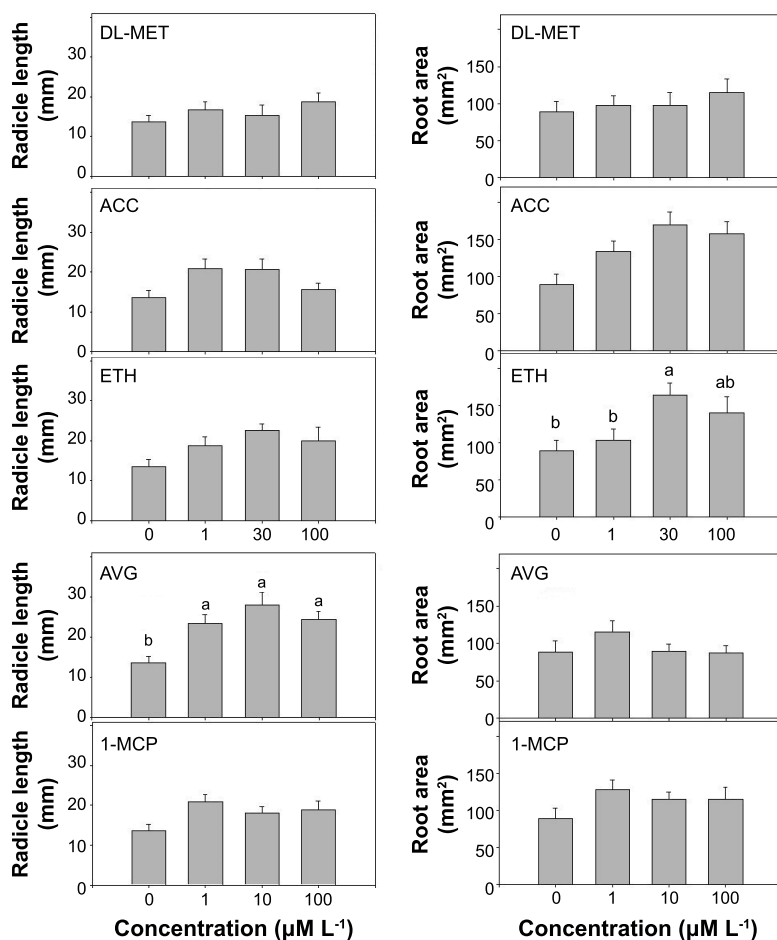 DL-MET
Radicle length
(mm)
30
20
10
0
ACC
Radicle length
(mm)
30
20
10
0
ETH
a
ab
b
b
Radicle length
(mm)
30
20
10
0
0 1 30 100
AVG
a
a
a
b
Radicle length
(mm)
30
20
10
0
1-MCP
Radicle length
(mm)
30
20
10
0
0 1 10 100
Concentration (µM L-1)
DL-MET
Root area
(mm2)
150
100
50
0
ACC
Root area
(mm2)
150
100
50
0
ETH
Root area
(mm2)
150
100
50
0
0 1 30 100
AVG
Root area
(mm2)
150
100
50
0
1-MCP
Root area
(mm2)
150
100
50
0
0 1 10 100
Concentration (µM L-1)